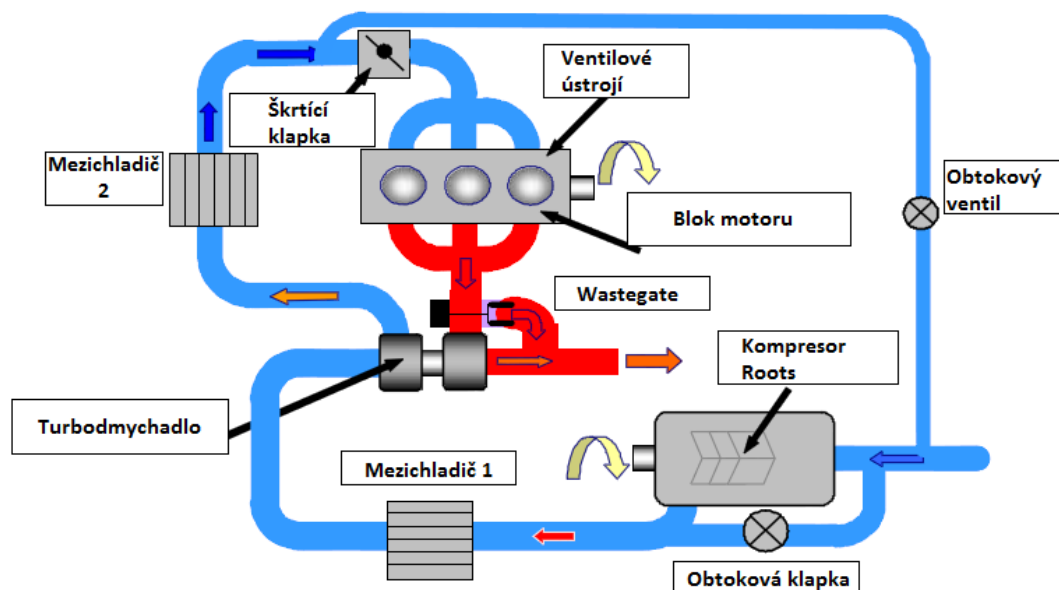 Ventilové
ústrojí
Škrtící
klapka
Mezichladič
2
Obtokový
ventil
Blok motoru
Wastegate
Kompresor
Roots
Turbodmychadlo
Mezichladič 1
Obtoková klapka